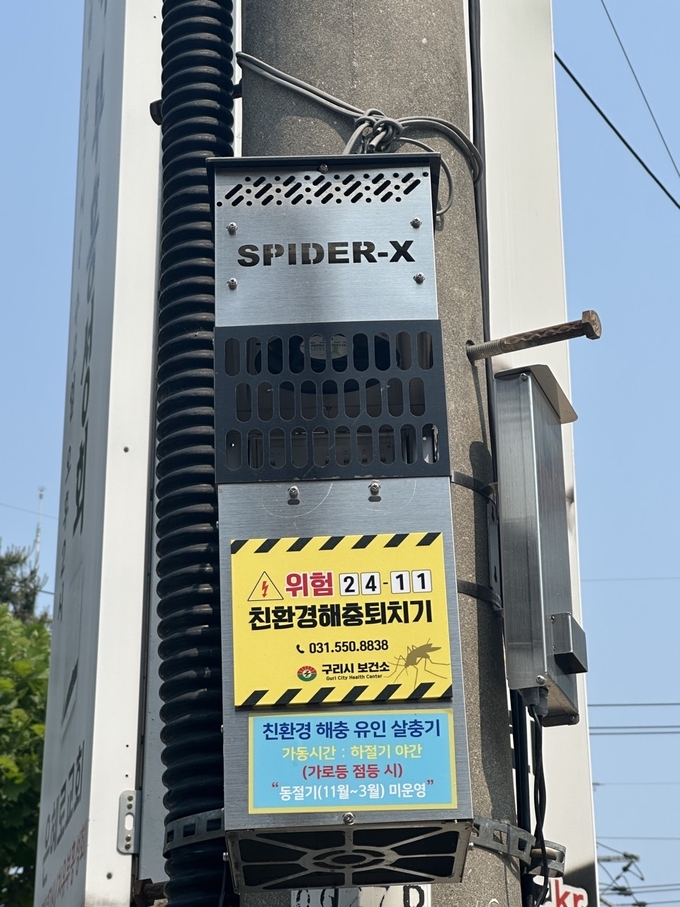 SPIDER-X
위험 24-11
친환경해충퇴치기
031.550.8838
구리시 보건소
Guri City Health Center
친환경 해충 유인 살충기
가동시간 : 하절기 야간
(가로등 점등 시)
"동절기(11월~3월) 미운영"
kr